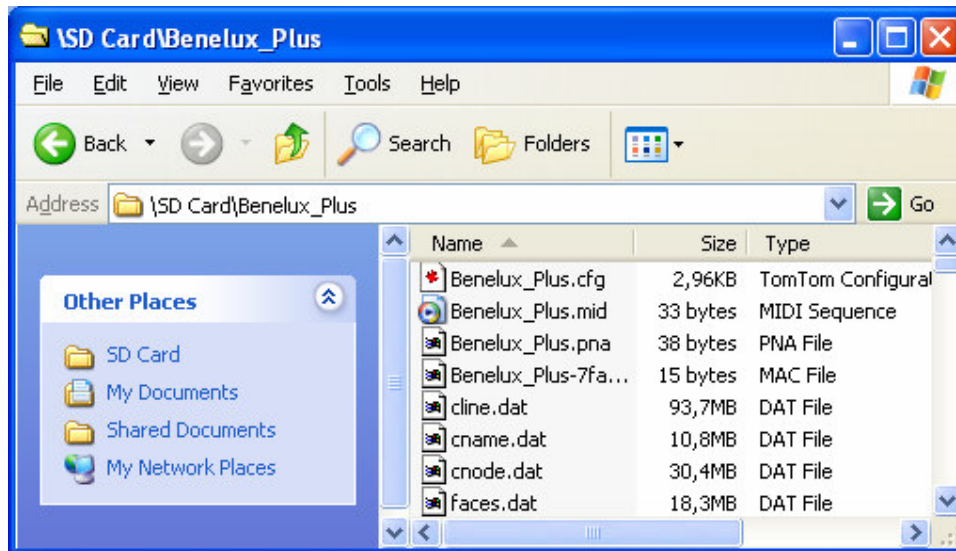 \SD Card\Benelux_Plus
File Edit View Favorites Tools Help
Back Search Folders
Address \SD Card\Benelux_Plus Go
Other Places
SD Card
My Documents
Shared Documents
My Network Places
Name Size Type
Benelux_Plus.cfg 2,96KB TomTom Configurat
Benelux_Plus.mid 33 bytes MIDI Sequence
Benelux_Plus.pna 38 bytes PNA File
Benelux_Plus-7fa... 15 bytes MAC File
cline.dat 93,7MB DAT File
cname.dat 10,8MB DAT File
cnode.dat 30,4MB DAT File
faces.dat 18,3MB DAT File